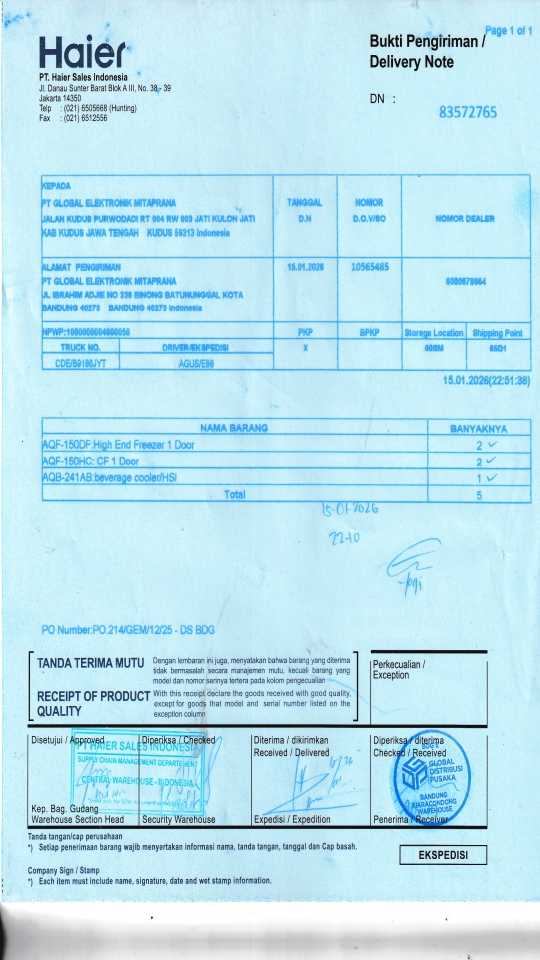 Page 1 of 1
Haier
Bukti Pengiriman /
Delivery Note
PT. Haier Sales Indonesia
Jl. Danau Sunter Barat Blok A III, No. 38 - 39
Jakarta 14350
Telp : (021) 6505668 (Hunting)
Fax : (021) 6512556
DN :
83572765
KEPADA
PT GLOBAL ELEKTRONIK MITAPRANA
JALAN KUDUS PURWODADI RT 004 RW 003 JATI KULON JATI
KAB KUDUS JAWA TENGAH KUDUS 59313 Indonesia
TANGGAL
D.N
NOMOR
D.O.V/SO
NOMOR DEALER
ALAMAT PENGIRIMAN
PT GLOBAL ELEKTRONIK MITAPRANA
JL IBRAHIM ADJIE NO 338 BINONG BATUNUNGGAL KOTA
BANDUNG 40275 BANDUNG 40275 Indonesia
15.01.2026
10565485
NPWP:
PKP
BPKP
Storage Location
Shipping Point
TRUCK NO.
DRIVER/EKSPEDISI
X
CDE/B9186JYT
15.01.2026(22:51:38)
NAMA BARANG
BANYAKNYA
AQF-150DF:High End Freezer 1 Door
2 ✓
AQF-150HC: CF 1 Door
2 ✓
AQB-241AB:beverage cooler/HSI
1 ✓
Total
5
15-01-2026
22-10
PO Number:PO.214/GEM/12/25 - DS BDG
TANDA TERIMA MUTU
Dengan lembaran ini juga, menyatakan bahwa barang yang diterima
tidak bermasalah secara manajemen mutu, kecuali barang yang
model dan nomor serinya tertera pada kolom pengecualian
RECEIPT OF PRODUCT
QUALITY
With this receipt declare the goods received with good quality,
except for goods that model and serial number listed on the
exception column
Perkecualian /
Exception
Disetujui / Approved
Diperiksa / Checked
Diterima / dikirimkan
Received / Delivered
Diperiksa / diterima
Checked / Received
PT HAIER SALES INDONESIA
SUPPLY CHAIN MANAGEMENT DEPARTEMENT
CENTRAL WAREHOUSE - INDONESIA
GLOBAL
DISTRIBUSI
PUSAKA
BANDUNG
KIARACONDONG
WAREHOUSE
Kep. Bag. Gudang
Warehouse Section Head
Security Warehouse
Expedisi / Expedition
Penerima / Receiver
Tanda tangan/cap perusahaan
*) Setiap penerimaan barang wajib menyertakan informasi nama, tanda tangan, tanggal dan Cap basah.
EKSPEDISI
Company Sign / Stamp
*) Each item must include name, signature, date and wet stamp information.